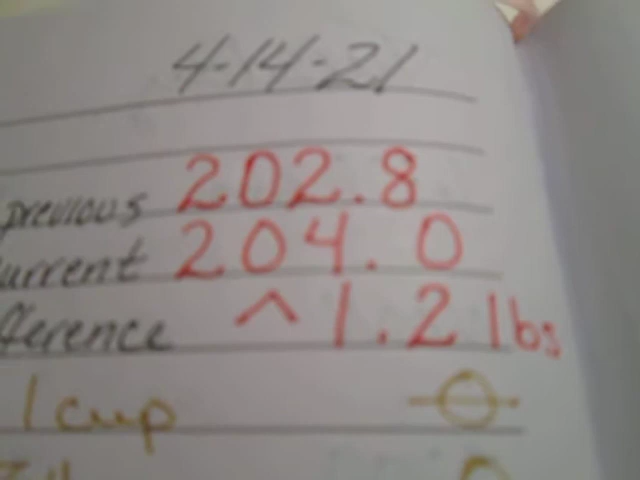 4-14-21
previous 202.8
urrent 204.0
fference ^1.2 lbs
1 cup